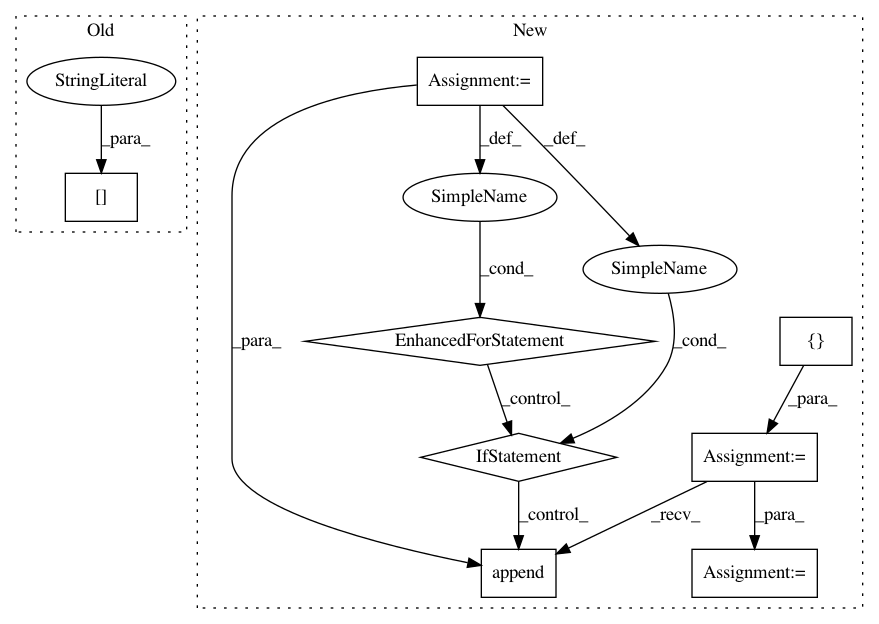 Old
New
StringLiteral
Assignment:=
_para_
_def_
_def_
[]
SimpleName
SimpleName
_cond_
EnhancedForStatement
{}
_para_
_cond_
_control_
_para_
IfStatement
Assignment:=
_control_
_recv_
_para_
append
Assignment:=